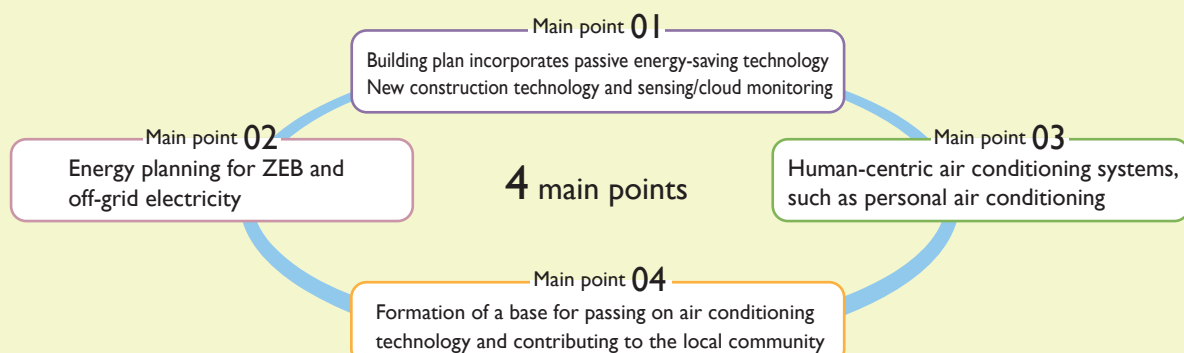 Main point 01
Building plan incorporates passive energy-saving technology
New construction technology and sensing/cloud monitoring
Main point 02
Energy planning for ZEB and
off-grid electricity
4 main points
Main point 03
Human-centric air conditioning systems,
such as personal air conditioning
Main point 04
Formation of a base for passing on air conditioning
technology and contributing to the local community